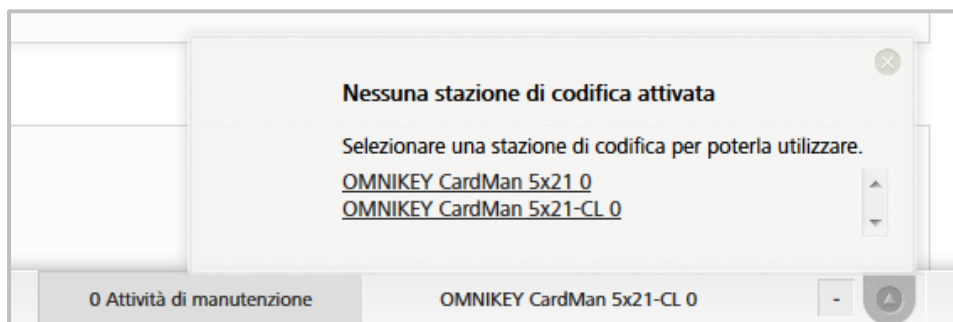 Nessuna stazione di codifica attivata
Selezionare una stazione di codifica per poterla utilizzare.
OMNIKEY CardMan 5x21 0
OMNIKEY CardMan 5x21-CL 0
0 Attività di manutenzione
OMNIKEY CardMan 5x21-CL 0
-